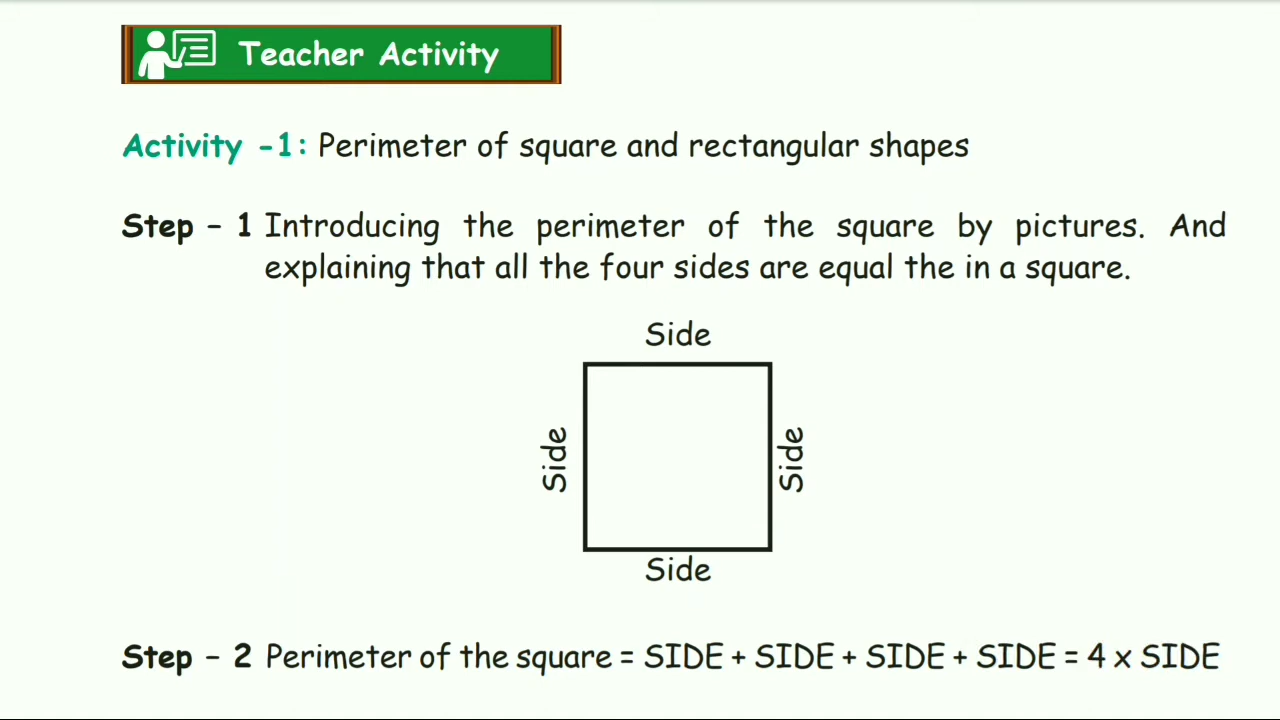 Teacher Activity
Activity -1: Perimeter of square and rectangular shapes
Step – 1 Introducing the perimeter of the square by pictures. And
explaining that all the four sides are equal the in a square.
Side
Side
Side
Side
Step – 2 Perimeter of the square = SIDE + SIDE + SIDE + SIDE = 4 x SIDE